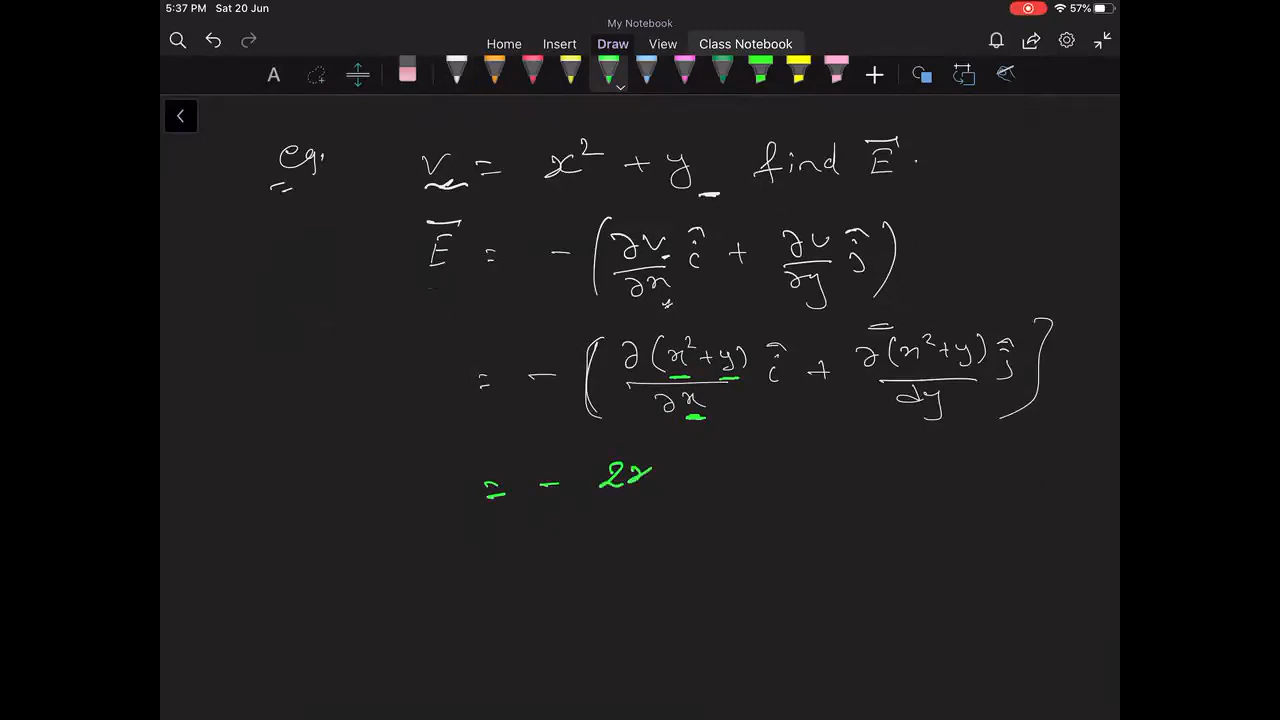 5:37 PM Sat 20 Jun
57%
My Notebook
Home Insert Draw View Class Notebook
A
eg. v = x² + y find E⃗.
E⃗ = - (∂v/∂x î + ∂v/∂y ĵ)
= - (∂(x²+y)/∂x î + ∂(x²+y)/dy ĵ)
= - 2x